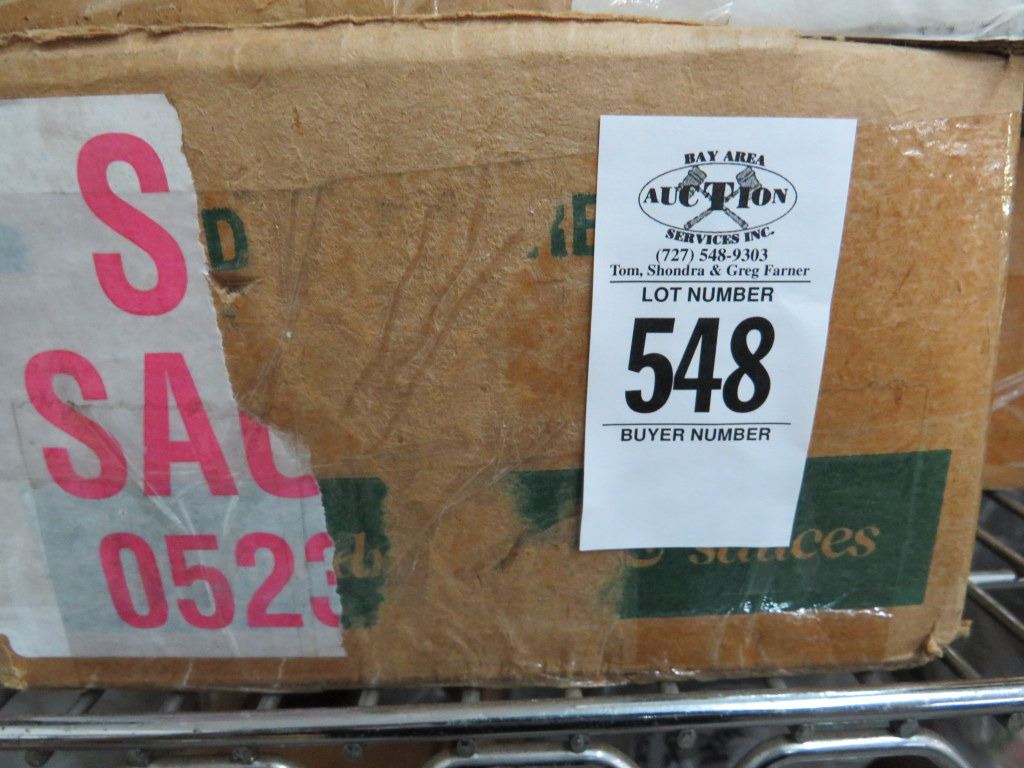 S
SAU
0523
D
RE
BAY AREA
AUCTION
SERVICES INC.
(727) 548-9303
Tom, Shondra & Greg Farner
LOT NUMBER
548
BUYER NUMBER
sauces